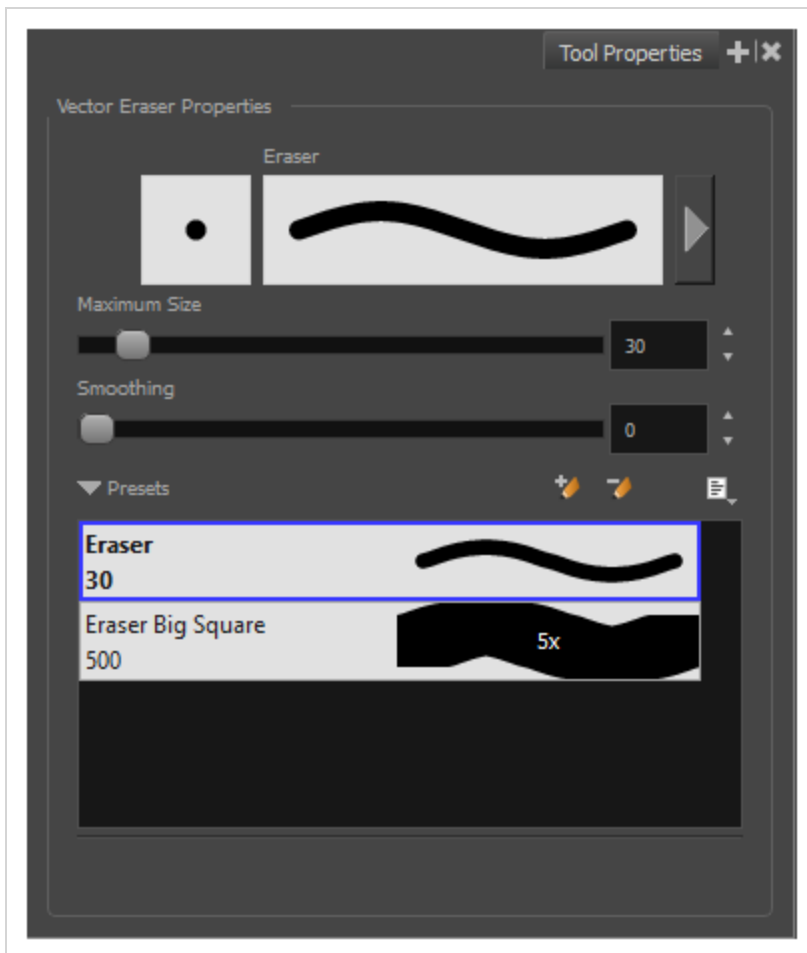 Tool Properties
Vector Eraser Properties
Eraser
Maximum Size
30
Smoothing
0
Presets
Eraser
30
Eraser Big Square
500
5x